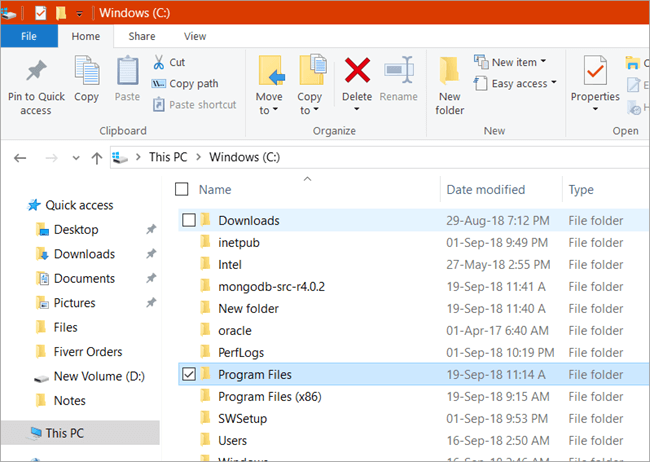 Windows (C:)
File Home Share View
Pin to Quick access
Copy
Paste
Cut
Copy path
Paste shortcut
Move to
Copy to
Delete
Rename
New folder
New item
Easy access
Properties
Clipboard Organize New Open
This PC > Windows (C:)
Name Date modified Type
Quick access
Desktop
Downloads
Documents
Pictures
Files
Fiverr Orders
New Volume (D:)
Notes
This PC
Downloads 29-Aug-18 7:12 PM File folder
inetpub 01-Sep-18 9:49 PM File folder
Intel 27-May-18 2:55 PM File folder
mongodb-src-r4.0.2 19-Sep-18 11:41 A File folder
New folder 19-Sep-18 11:40 A File folder
oracle 01-Apr-17 6:40 AM File folder
PerfLogs 01-Sep-18 10:19 PM File folder
Program Files 19-Sep-18 11:14 A File folder
Program Files (x86) 19-Sep-18 9:15 AM File folder
SWSetup 01-Sep-18 9:53 PM File folder
Users 16-Sep-18 2:50 AM File folder